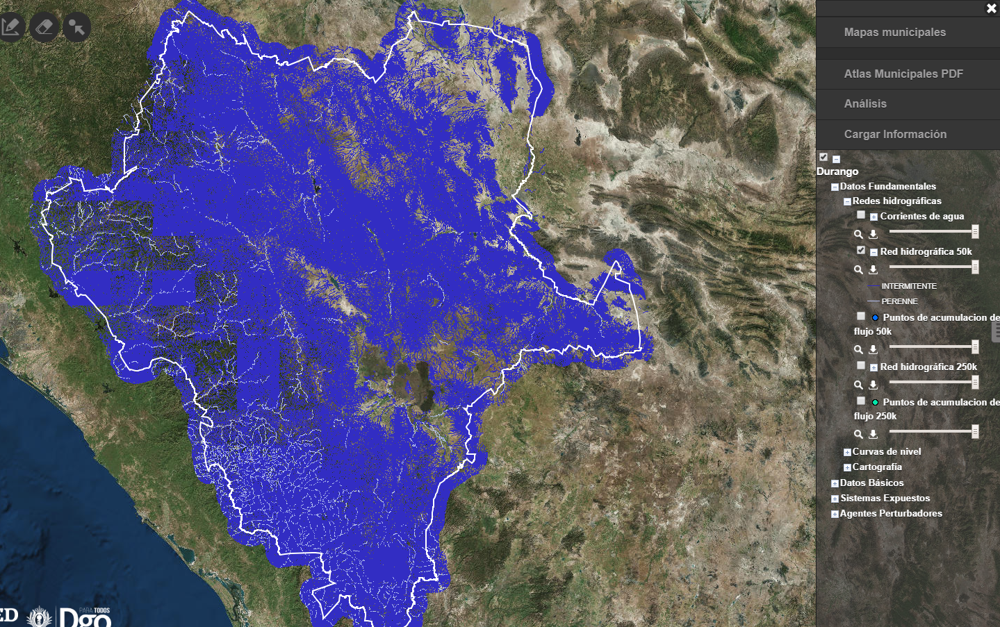 Mapas municipales
Atlas Municipales PDF
Análisis
Cargar Información
Durango
Datos Fundamentales
Redes hidrográficas
Corrientes de agua
Red hidrográfica 50k
INTERMITENTE
PERENNE
Puntos de acumulacion de
flujo 50k
Red hidrográfica 250k
Puntos de acumulacion de
flujo 250k
Curvas de nivel
Cartografía
Datos Básicos
Sistemas Expuestos
Agentes Perturbadores
ED
PARA TODOS
Dgo